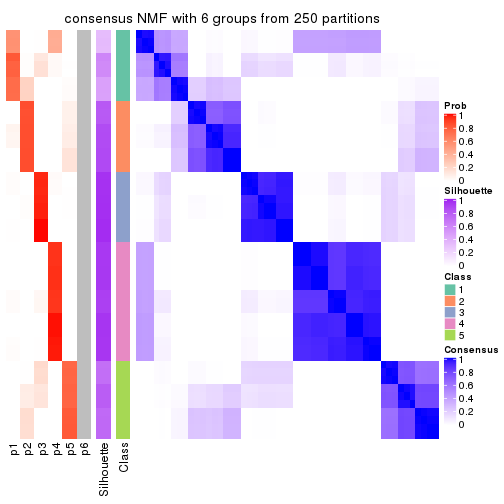 consensus NMF with 6 groups from 250 partitions
Prob
1
0.8
0.6
0.4
0.2
0
Silhouette
1
0.8
0.6
0.4
0.2
0
Class
1
2
3
4
5
Consensus
1
0.8
0.6
0.4
0.2
0
p1
p2
p3
p4
p5
p6
Silhouette
Class